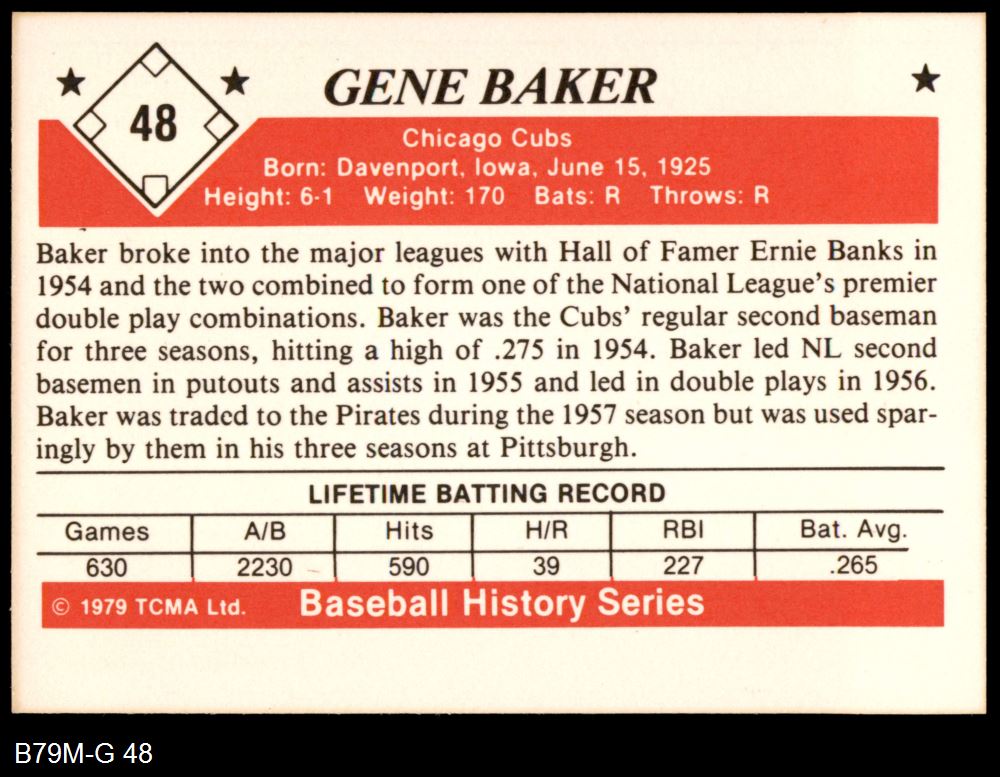 48
GENE BAKER
Chicago Cubs
Born: Davenport, Iowa, June 15, 1925
Height: 6-1 Weight: 170 Bats: R Throws: R
Baker broke into the major leagues with Hall of Famer Ernie Banks in
1954 and the two combined to form one of the National League's premier
double play combinations. Baker was the Cubs' regular second baseman
for three seasons, hitting a high of .275 in 1954. Baker led NL second
basemen in putouts and assists in 1955 and led in double plays in 1956.
Baker was traded to the Pirates during the 1957 season but was used spar-
ingly by them in his three seasons at Pittsburgh.
LIFETIME BATTING RECORD
Games A/B Hits H/R RBI Bat. Avg.
630 2230 590 39 227 .265
© 1979 TCMA Ltd. Baseball History Series
B79M-G 48